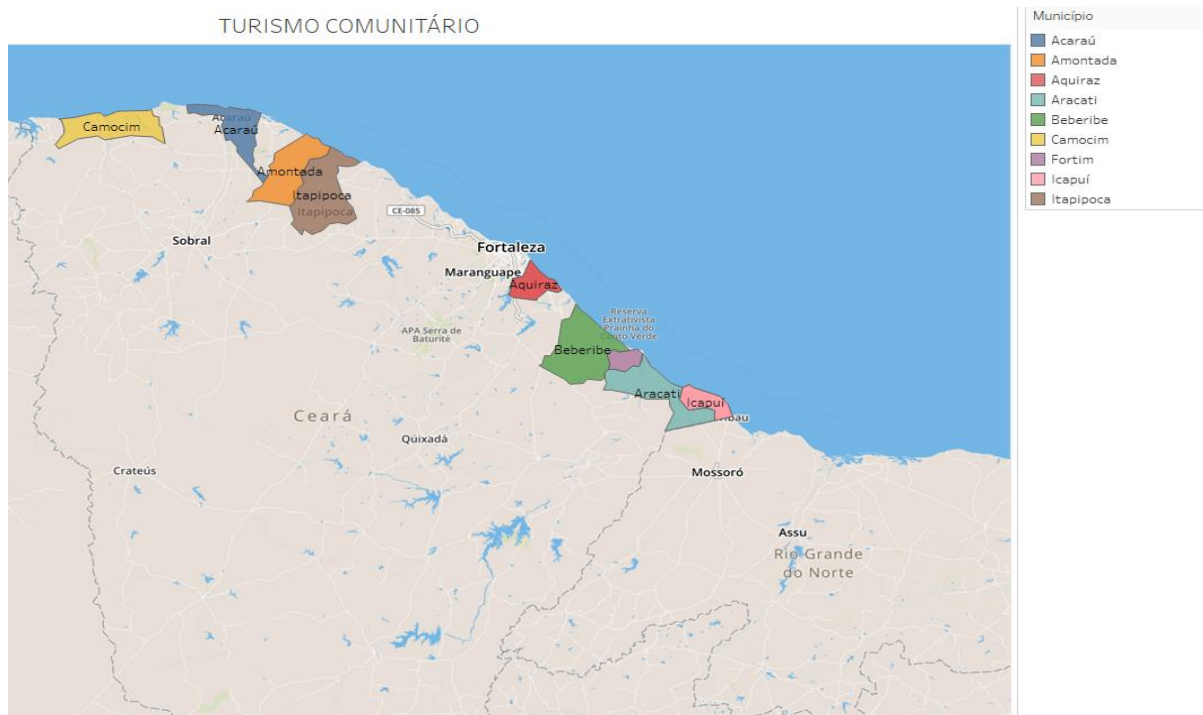 TURISMO COMUNITÁRIO
Município
Acaraú
Amontada
Aquiraz
Aracati
Beberibe
Camocim
Fortim
Icapuí
Itapipoca
Camocim
Acaraú
Acaraú
Amontada
Itapipoca
Itapipoca
CE-085
Sobral
Fortaleza
Maranguape
Aquiraz
Reserva
Extrativista
Prainha do
Canto Verde
APA Serra de
Baturité
Beberibe
Aracati
Icapuí
Ceará
Quixadá
Crateús
Mossoró
Assu
Rio Grande
do Norte